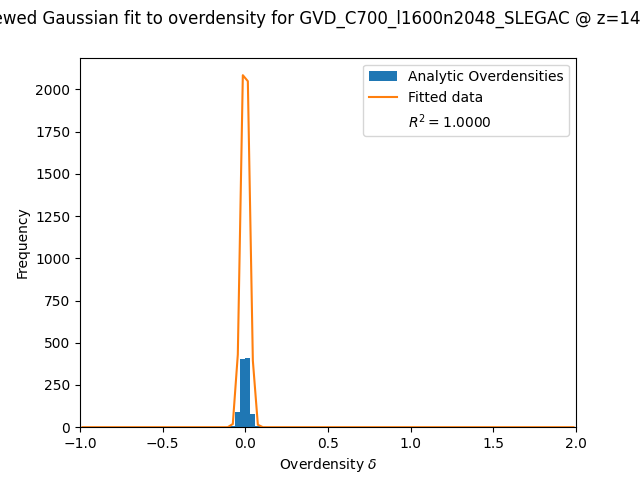 ewed Gaussian fit to overdensity for GVD_C700_l1600n2048_SLEGAC @ z=14
Analytic Overdensities
Fitted data
R² = 1.0000
Frequency
2000
1750
1500
1250
1000
750
500
250
0
−1.0 −0.5 0.0 0.5 1.0 1.5 2.0
Overdensity δ